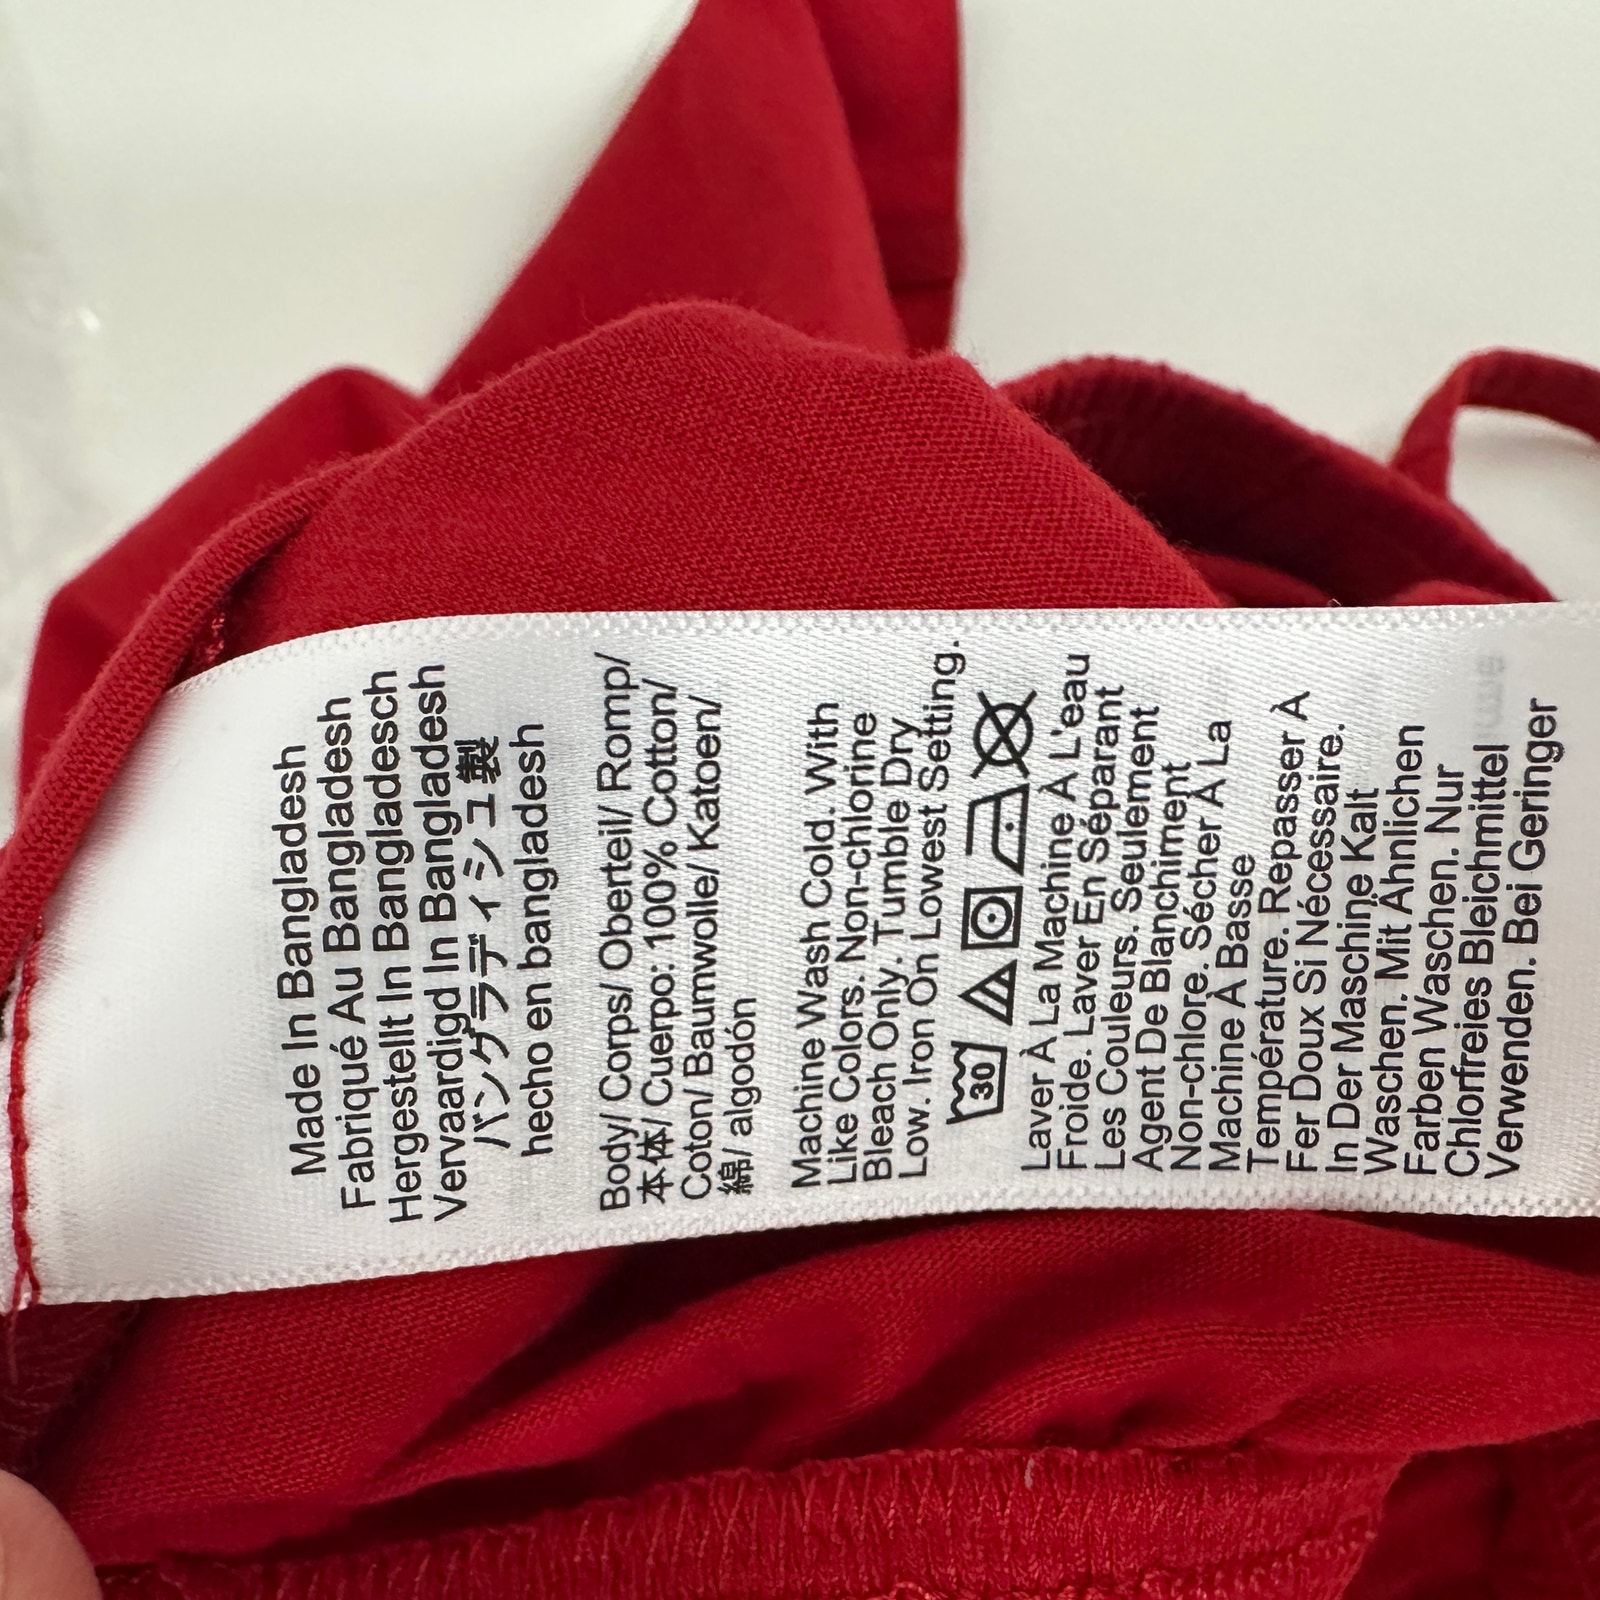 Made In Bangladesh
Fabriqué Au Bangladesh
Hergestellt In Bangladesch
Vervaardigd In Bangladesh
バングラディシュ製
hecho en bangladesh
Body/ Corps/ Oberteil/ Romp/
本体/ Cuerpo: 100% Cotton/
Coton/ Baumwolle/ Katoen/
綿/ algodón
Machine Wash Cold. With
Like Colors. Non-chlorine
Bleach Only. Tumble Dry
Low. Iron On Lowest Setting.
30
Laver À La Machine À L'eau
Froide. Laver En Séparant
Les Couleurs. Seulement
Agent De Blanchiment
Non-chlore. Sécher À La
Machine À Basse
Température. Repasser À
Fer Doux Si Nécessaire.
In Der Maschine Kalt
Waschen. Mit Ähnlichen
Farben Waschen. Nur
Chlorfreies Bleichmittel
Verwenden. Bei Geringer